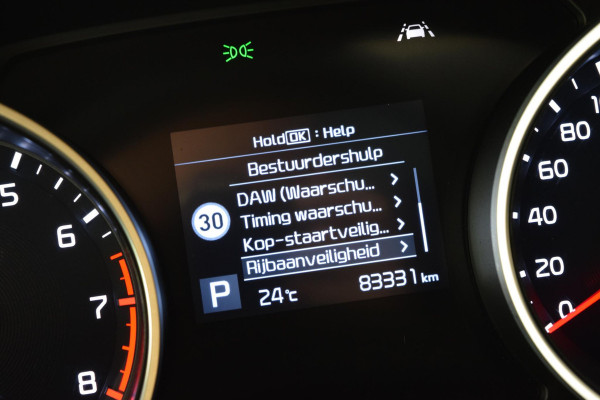 Hold OK : Help
Bestuurdershulp
DAW (Waarschu...
Timing waarschu...
Kop-staartveilig...
Rijbaanveiligheid
30
P
24°c
83331 km
5
6
7
8
80
60
40
20
0